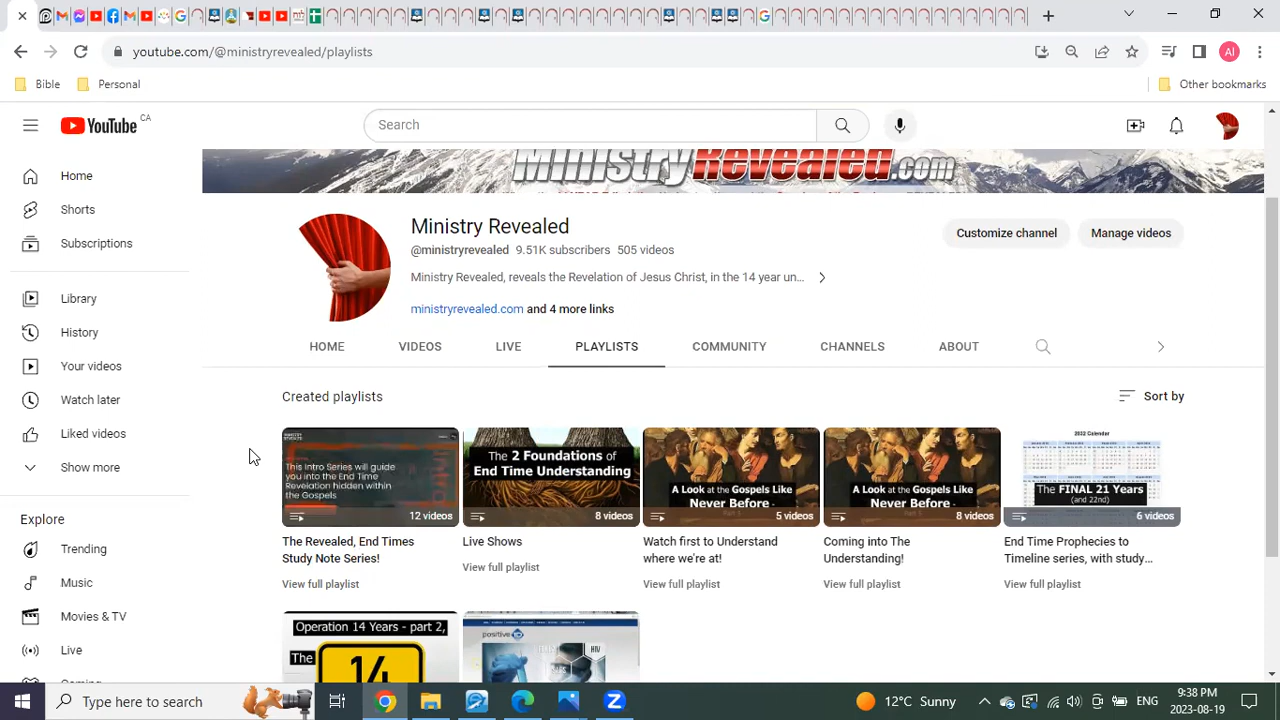 youtube.com/@ministryrevealed/playlists
AI
Bible
Personal
Other bookmarks
YouTube
CA
Search
MinistryRevealed.com
Home
Shorts
Subscriptions
Library
History
Your videos
Watch later
Liked videos
Show more
Explore
Trending
Music
Movies & TV
Live
Gaming
Ministry Revealed
@ministryrevealed 9.51K subscribers 505 videos
Ministry Revealed, reveals the Revelation of Jesus Christ, in the 14 year un...
ministryrevealed.com and 4 more links
Customize channel
Manage videos
HOME
VIDEOS
LIVE
PLAYLISTS
COMMUNITY
CHANNELS
ABOUT
Created playlists
Sort by
This Intro Series will guide
you into the End Time
Revelation hidden within
the Gospels
12 videos
The Revealed, End Times
Study Note Series!
View full playlist
The 2 Foundations of
End Time Understanding
8 videos
Live Shows
View full playlist
A Look at the Gospels Like
Never Before -
5 videos
Watch first to Understand
where we're at!
View full playlist
A Look at the Gospels Like
Never Before -
8 videos
Coming into The
Understanding!
View full playlist
2032 Calendar
The FINAL 21 Years
(and 22nd)
6 videos
End Time Prophecies to
Timeline series, with study...
View full playlist
Operation 14 Years - part 2,
The
14
positive
HIV
Type here to search
12°C Sunny
ENG
9:38 PM
2023-08-19